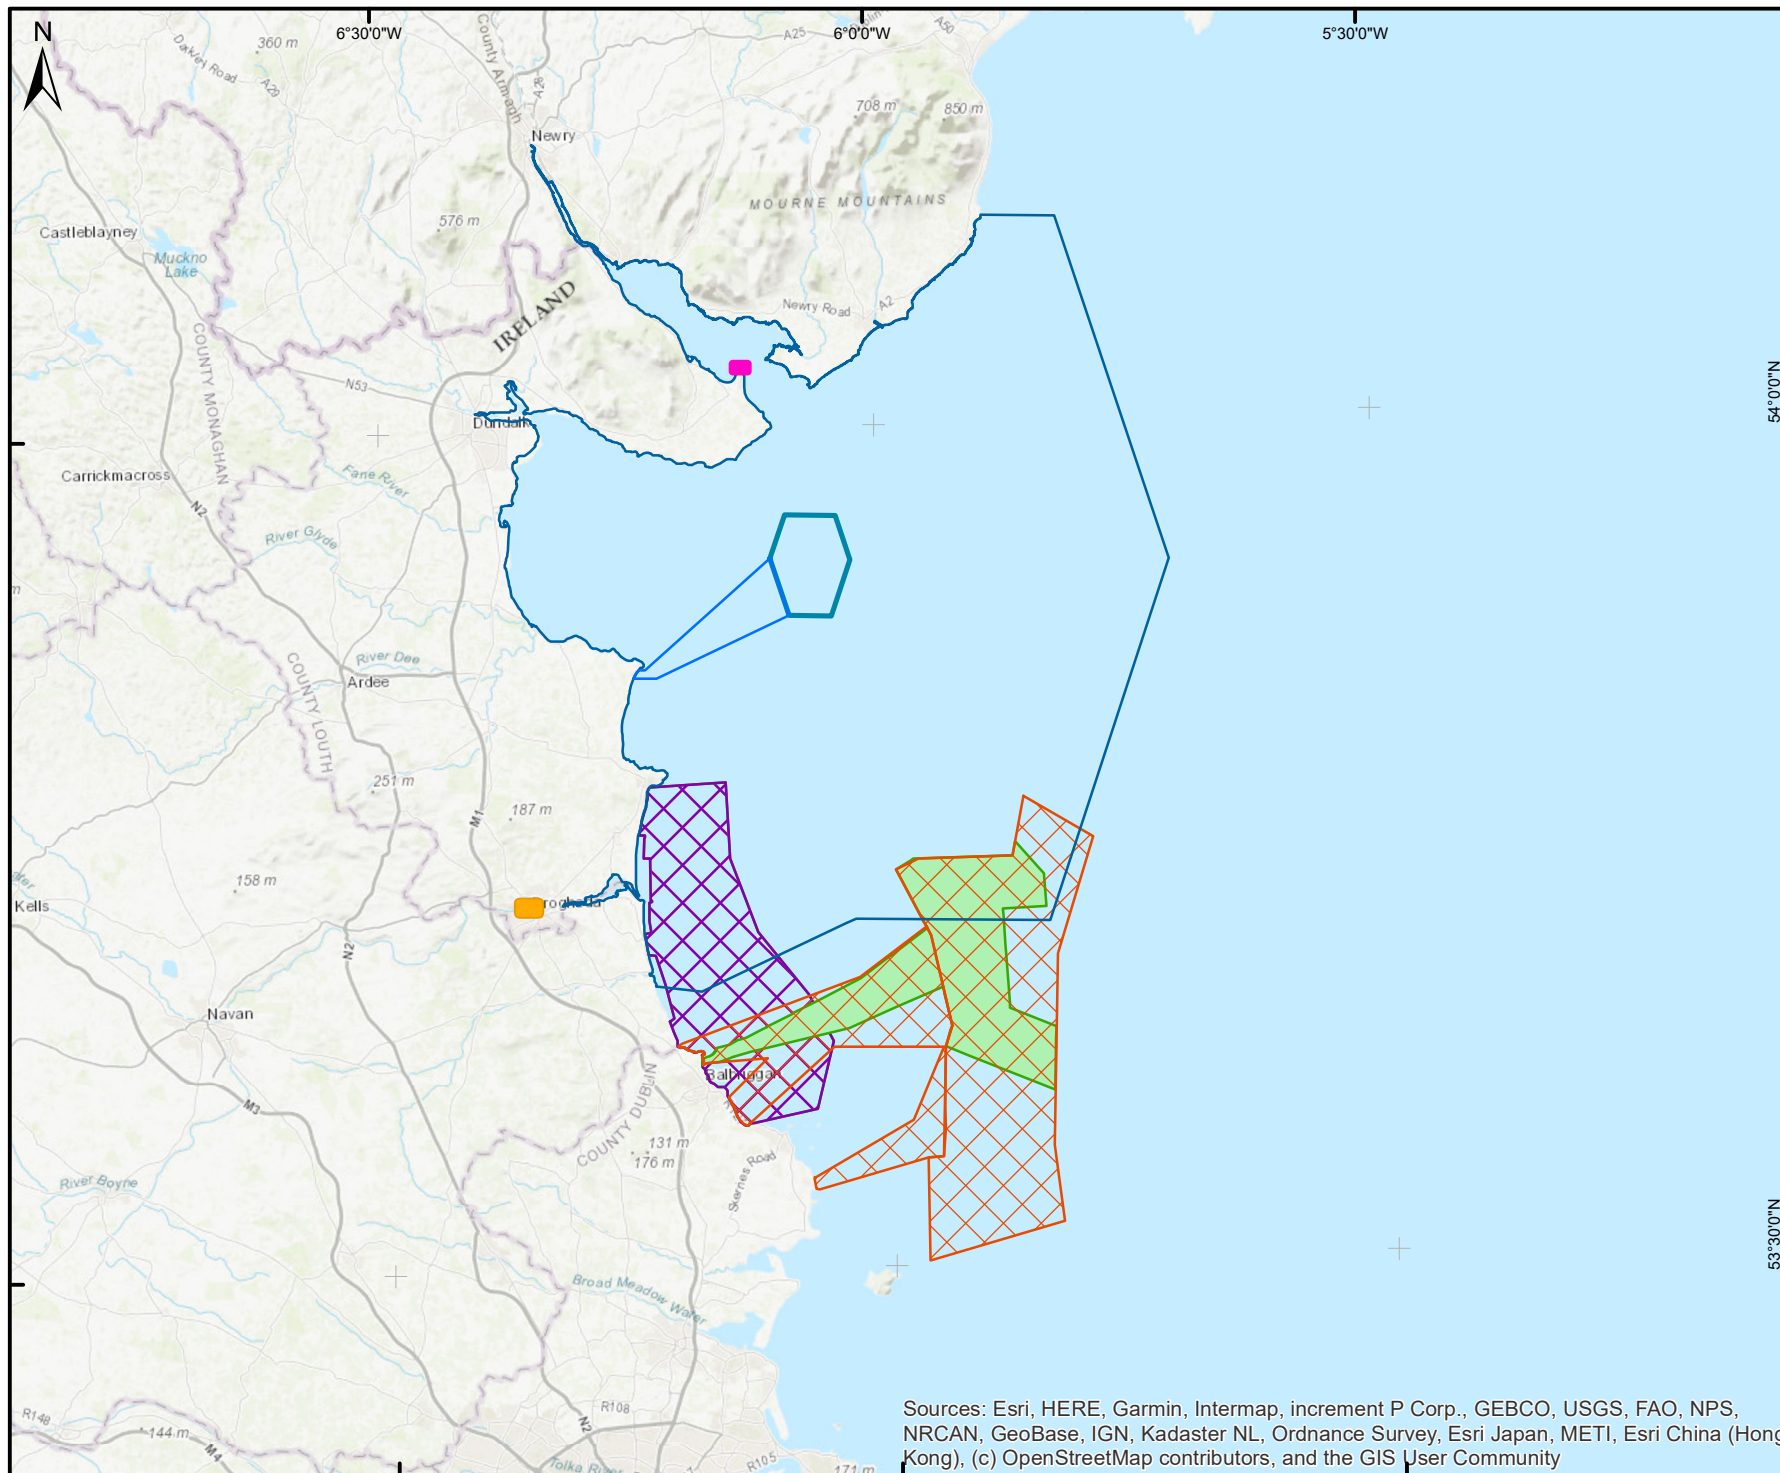 6°30'0"W
6°0'0"W
5°30'0"W
N
360 m
Oakley Road
A29
County Armagh
A28
A25
A50
Newry
708 m
850 m
MOURNE MOUNTAINS
576 m
Castleblayney
Muckno
Lake
IRELAND
Newry Road
A2
COUNTY MONAGHAN
N53
54°0'0"N
Dundalk
Carrickmacross
Fane River
N2
River Glyde
m
River Dee
Ardee
COUNTY LOUTH
251 m
187 m
M1
158 m
Kells
N2
Navan
Balbriggan
COUNTY DUBLIN
M3
131 m
176 m
Skerries Road
River Boyne
53°30'0"N
Broad Meadow Water
R148
144 m
M4
N2
R108
R105
171 m
Tolka River
Sources: Esri, HERE, Garmin, Intermap, increment P Corp., GEBCO, USGS, FAO, NPS,
NRCAN, GeoBase, IGN, Kadaster NL, Ordnance Survey, Esri Japan, METI, Esri China (Hong
Kong), (c) OpenStreetMap contributors, and the GIS User Community